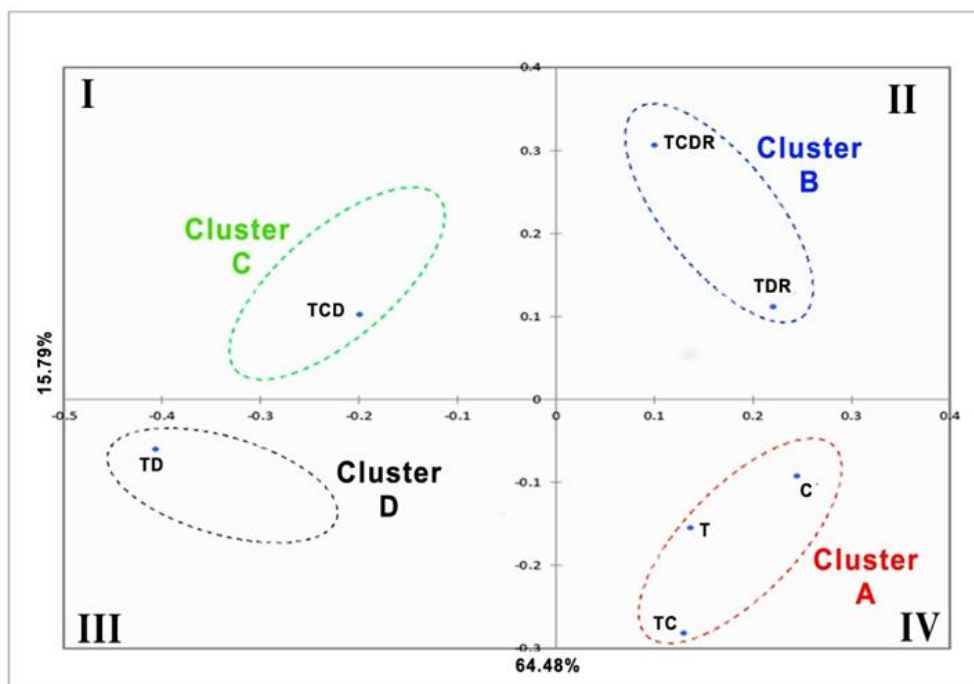 I
II
0.4
TCDR
Cluster
B
0.3
Cluster
C
0.2
TDR
TCD
0.1
15.79%
0
-0.5
-0.4
-0.3
-0.2
-0.1
0
0.1
0.2
0.3
0.4
TD
Cluster
D
-0.1
C
T
Cluster
A
-0.2
TC
III
IV
-0.3
64.48%